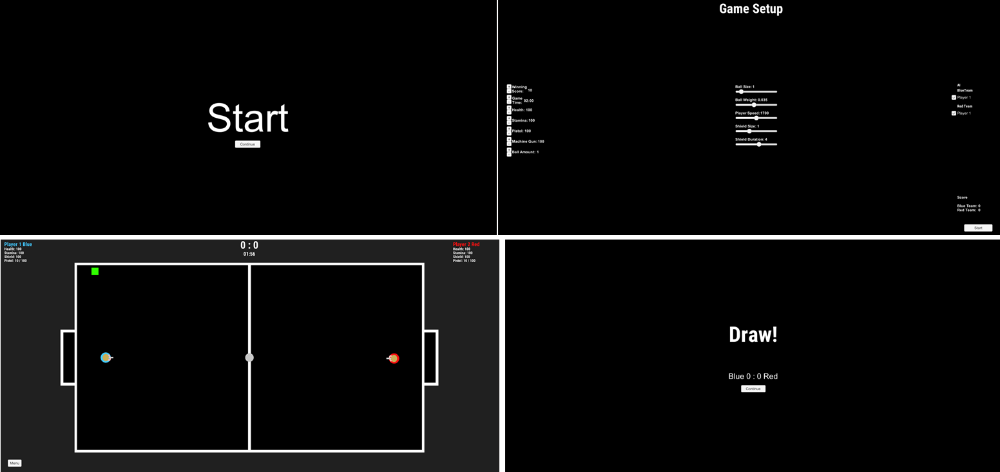 Start
Continue
Game Setup
Winning
Score: 10
Game
Time: 02:00
Health: 100
Stamina: 100
Pistol: 100
Machine Gun: 100
Ball Amount: 1
Ball Size: 1
Ball Weight: 0.035
Player Speed: 1700
Shield Size: 1
Shield Duration: 4
AI
BlueTeam
Player 1
Red Team
Player 1
Score
Blue Team: 0
Red Team: 0
Start
Player 1 Blue
Health: 100
Stamina: 100
Shield: 100
Pistol: 10 / 100
0 : 0
01:56
Player 2 Red
Health: 100
Stamina: 100
Shield: 100
Pistol: 10 / 100
Menu
Draw!
Blue 0 : 0 Red
Continue